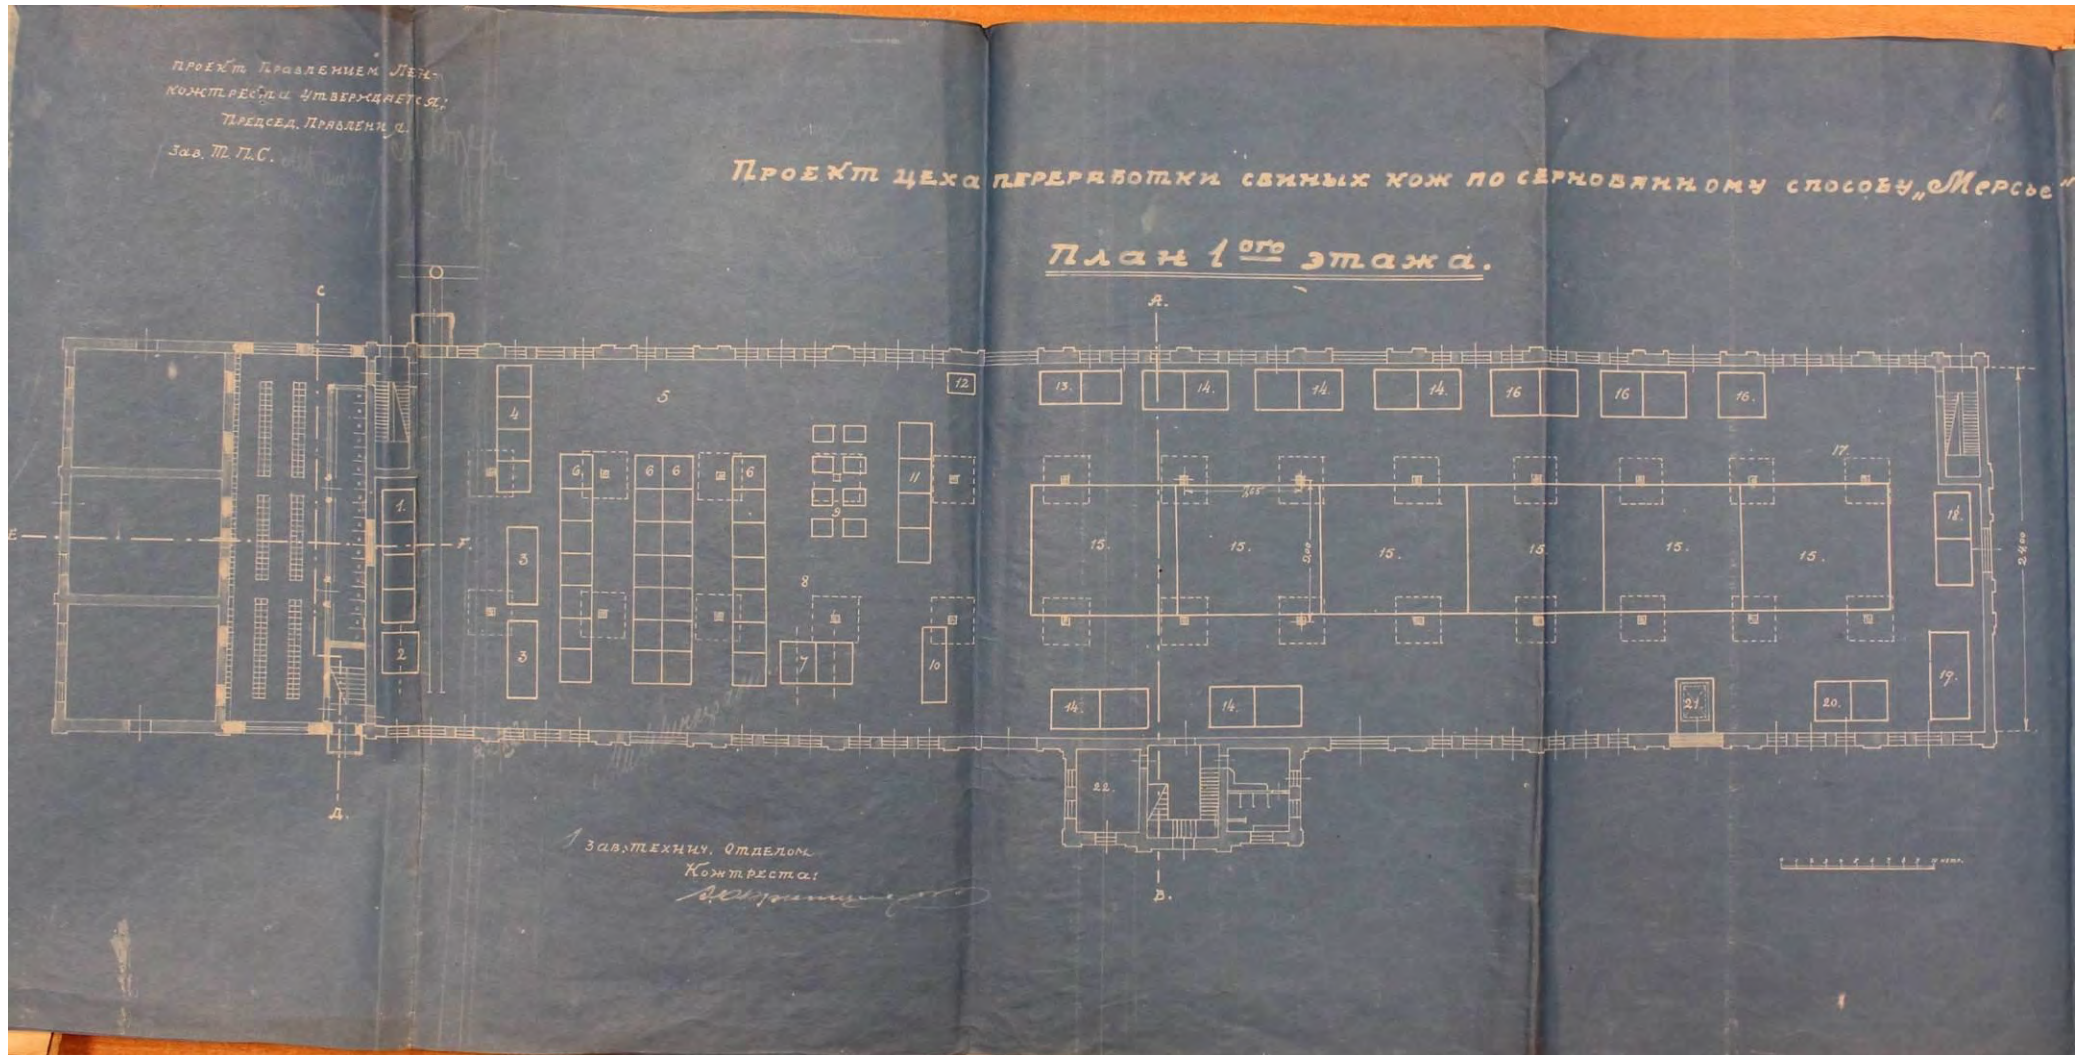 Проект Правлением Лен-
кожтреста утверждается:
Председ. Правления.
Зав. Т.П.С.
Проект цеха переработки свиных кож по серновянному способу „Мерсье"
План 1ого этажа.
С
А.
12 13. 14. 14. 14. 16 16 16.
5
4
6 6 6 6
11
17.
1.
9
205
18.
Е
F.
3
15. 15. 15. 15 15. 15.
200
2400
8
2
3
7
10
14. 14.
21.
20.
19.
22.
Д.
В.
Зав. технич. Отделом
Кожтреста: